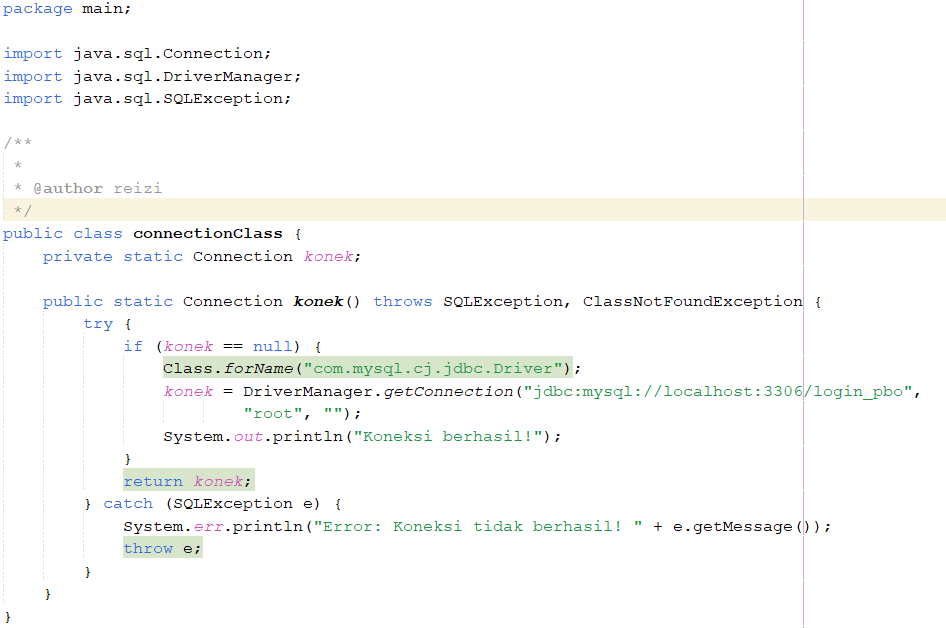 package main;

import java.sql.Connection;
import java.sql.DriverManager;
import java.sql.SQLException;

/**
 *
 * @author reizi
 */
public class connectionClass {
    private static Connection konek;

    public static Connection konek() throws SQLException, ClassNotFoundException {
        try {
            if (konek == null) {
                Class.forName("com.mysql.cj.jdbc.Driver");
                konek = DriverManager.getConnection("jdbc:mysql://localhost:3306/login_pbo",
                        "root", "");
                System.out.println("Koneksi berhasil!");
            }
            return konek;
        } catch (SQLException e) {
            System.err.println("Error: Koneksi tidak berhasil! " + e.getMessage());
            throw e;
        }
    }
}